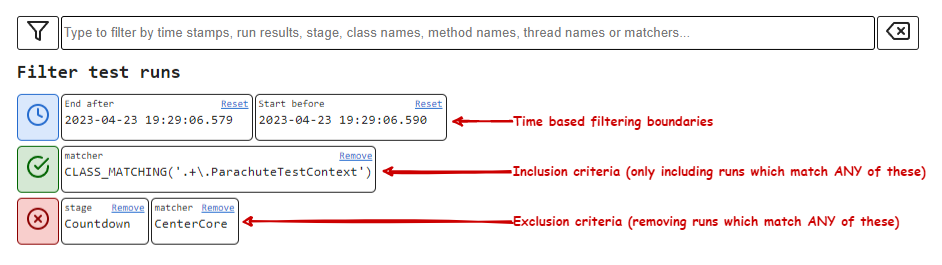 Type to filter by time stamps, run results, stage, class names, method names, thread names or matchers...
Filter test runs
End after Reset Start before Reset
2023-04-23 19:29:06.579 2023-04-23 19:29:06.590
Time based filtering boundaries
matcher Remove
CLASS_MATCHING('.+\.ParachuteTestContext')
Inclusion criteria (only including runs which match ANY of these)
stage Remove matcher Remove
Countdown CenterCore
Exclusion criteria (removing runs which match ANY of these)